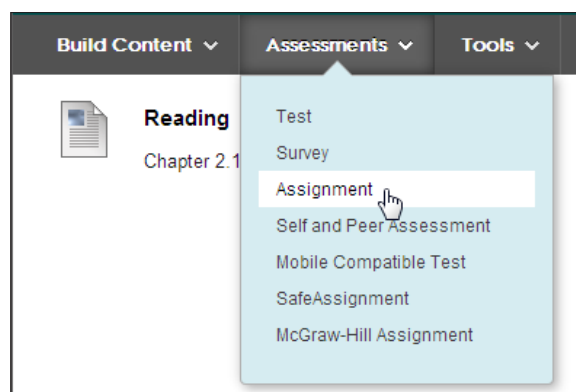 Build Content Assessments Tools
Reading
Chapter 2.1
Test
Survey
Assignment
Self and Peer Assessment
Mobile Compatible Test
SafeAssignment
McGraw-Hill Assignment